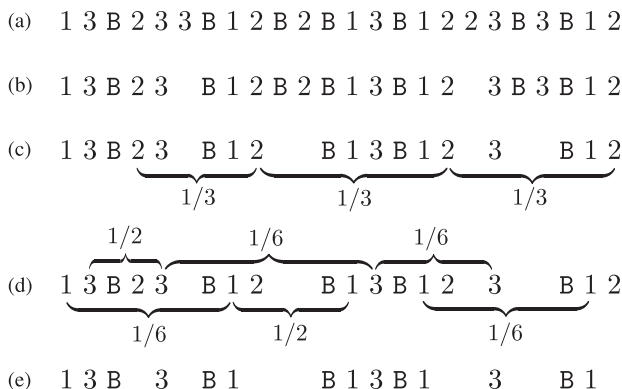 (a) 1 3 B 2 3 3 B 1 2 B 2 B 1 3 B 1 2 2 3 B 3 B 1 2
(b) 1 3 B 2 3 B 1 2 B 2 B 1 3 B 1 2 3 B 3 B 1 2
(c) 1 3 B 2 3 B 1 2 B 1 3 B 1 2 3 B 1 2
1/3 1/3 1/3
1/2 1/6 1/6
(d) 1 3 B 2 3 B 1 2 B 1 3 B 1 2 3 B 1 2
1/6 1/2 1/6
(e) 1 3 B 3 B 1 B 1 3 B 1 3 B 1